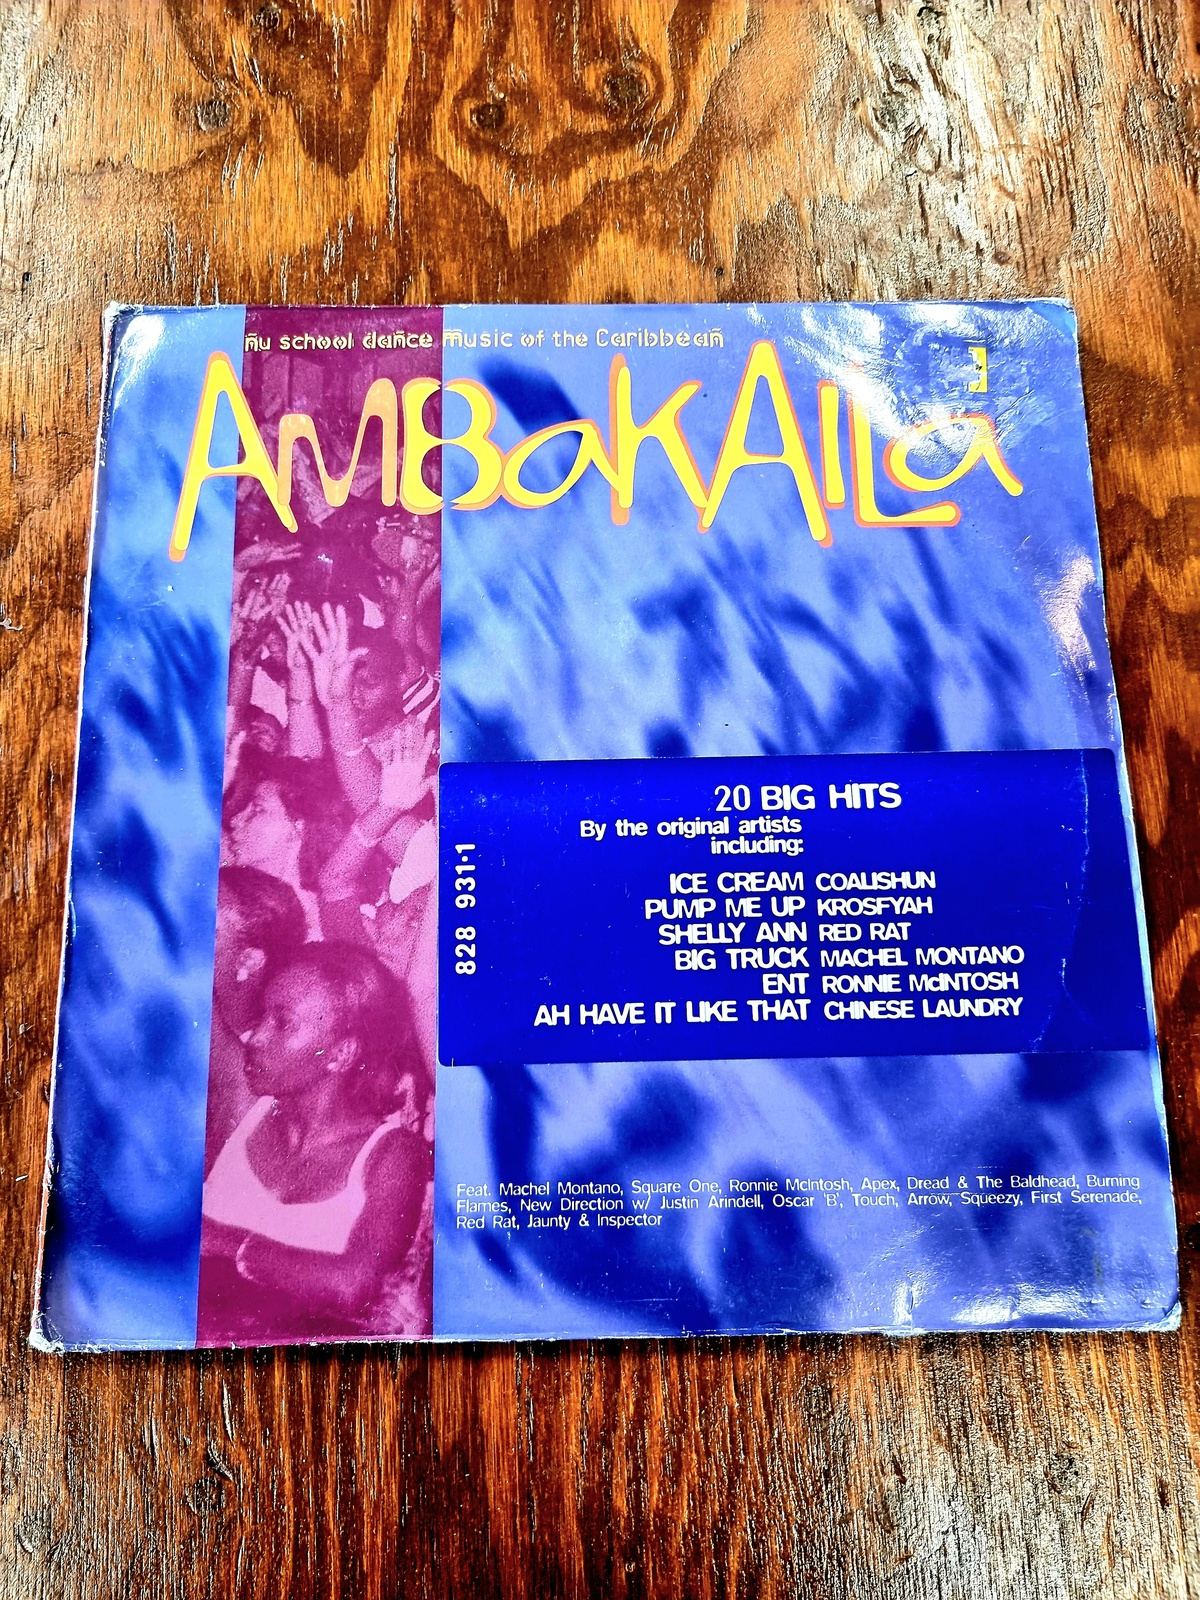 ñu school dañce m̄usic of the Caribbeañ
AMBaKAILa
20 BIG HITS
By the original artists
including:
ICE CREAM COALISHUN
PUMP ME UP KROSFYAH
SHELLY ANN RED RAT
BIG TRUCK MACHEL MONTANO
ENT RONNIE McINTOSH
AH HAVE IT LIKE THAT CHINESE LAUNDRY
828 931·1
Feat. Machel Montano, Square One, Ronnie McIntosh, Apex, Dread & The Baldhead, Burning
Flames, New Direction w/ Justin Arindell, Oscar 'B', Touch, Arrow, Squeezy, First Serenade,
Red Rat, Jaunty & Inspector